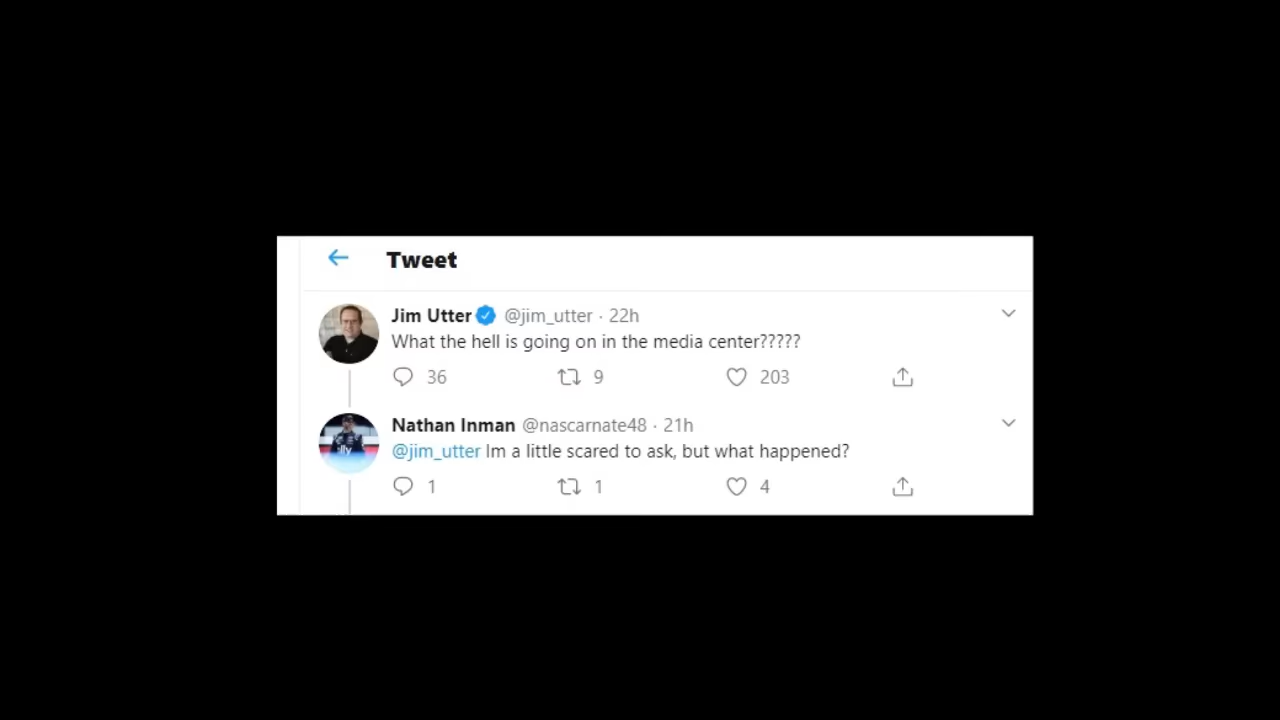 Tweet
Jim Utter @jim_utter · 22h
What the hell is going on in the media center?????
36 9 203
Nathan Inman @nascarnate48 · 21h
@jim_utter Im a little scared to ask, but what happened?
1 1 4
ally